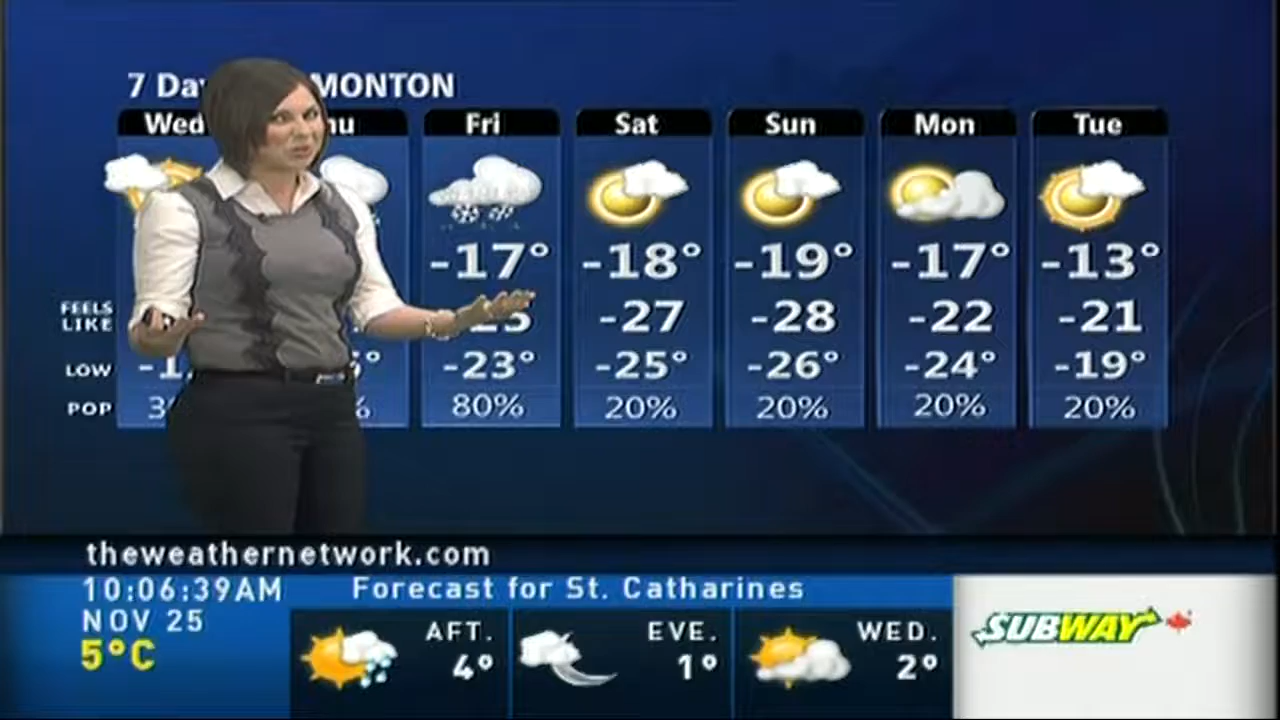 7 Da MONTON
Wed Fri Sat Sun Mon Tue
-17° -18° -19° -17° -13°
FEELS LIKE -27 -28 -22 -21
LOW -23° -25° -26° -24° -19°
POP 80% 20% 20% 20% 20%
theweathernetwork.com
10:06:39AM
Forecast for St. Catharines
NOV 25
5°C
AFT. 4°
EVE. 1°
WED. 2°
SUBWAY